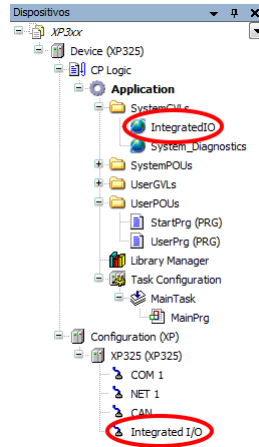 Dispositivos
XP3xx
Device (XP325)
CP Logic
Application
SystemGVLs
IntegratedIO
System_Diagnostics
SystemPOUs
UserGVLs
UserPOUs
StartPrg (PRG)
UserPrg (PRG)
Library Manager
Task Configuration
MainTask
MainPrg
Configuration (XP)
XP325 (XP325)
COM 1
NET 1
CAN
Integrated I/O